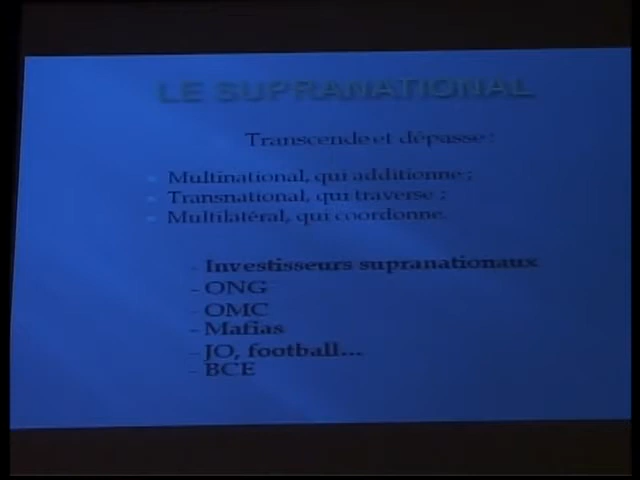 LE SUPRANATIONAL
Transcende et dépasse :
Multinational, qui additionne ;
Transnational, qui traverse ;
Multilatéral, qui coordonne.
- Investisseurs supranationaux
- ONG
- OMC
- Mafias
- JO, football...
- BCE